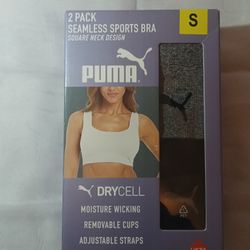 2 PACK
S
SEAMLESS SPORTS BRA
SQUARE NECK DESIGN
PUMA
DRYCELL
MOISTURE WICKING
REMOVABLE CUPS
ADJUSTABLE STRAPS